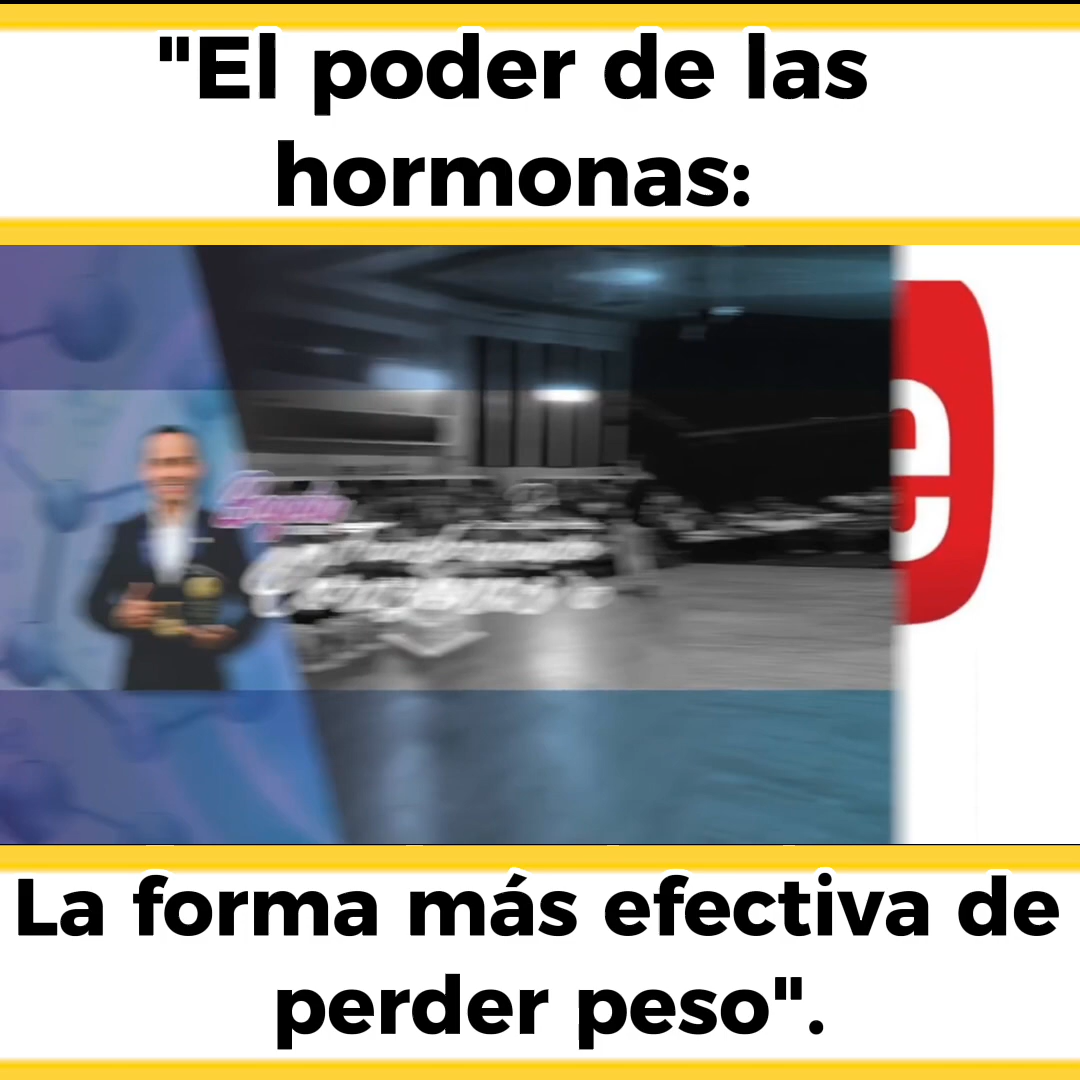 "El poder de las
hormonas:
e
La forma más efectiva de
perder peso".